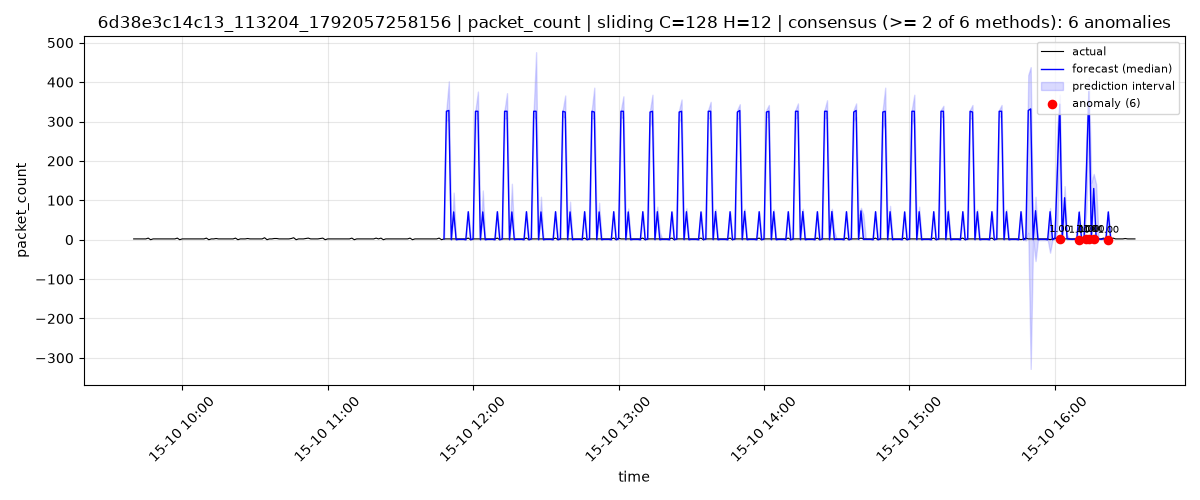 6d38e3c14c13_113204_1792057258156 | packet_count | sliding C=128 H=12 | consensus (>= 2 of 6 methods): 6 anomalies
actual
forecast (median)
prediction interval
anomaly (6)
packet_count
500
400
300
200
100
0
−100
−200
−300
1.00
15-10 10:00
15-10 11:00
15-10 12:00
15-10 13:00
15-10 14:00
15-10 15:00
15-10 16:00
time